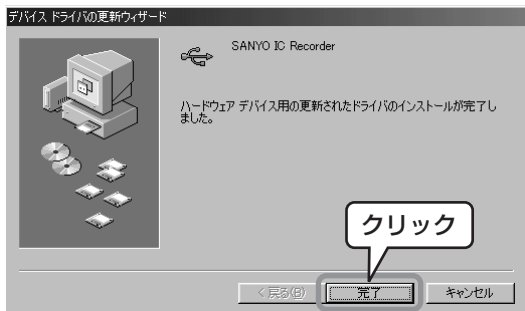 デバイス ドライバの更新ウィザード
SANYO IC Recorder
ハードウェア デバイス用の更新されたドライバのインストールが完了し
ました。
クリック
< 戻る(B) 完了 キャンセル